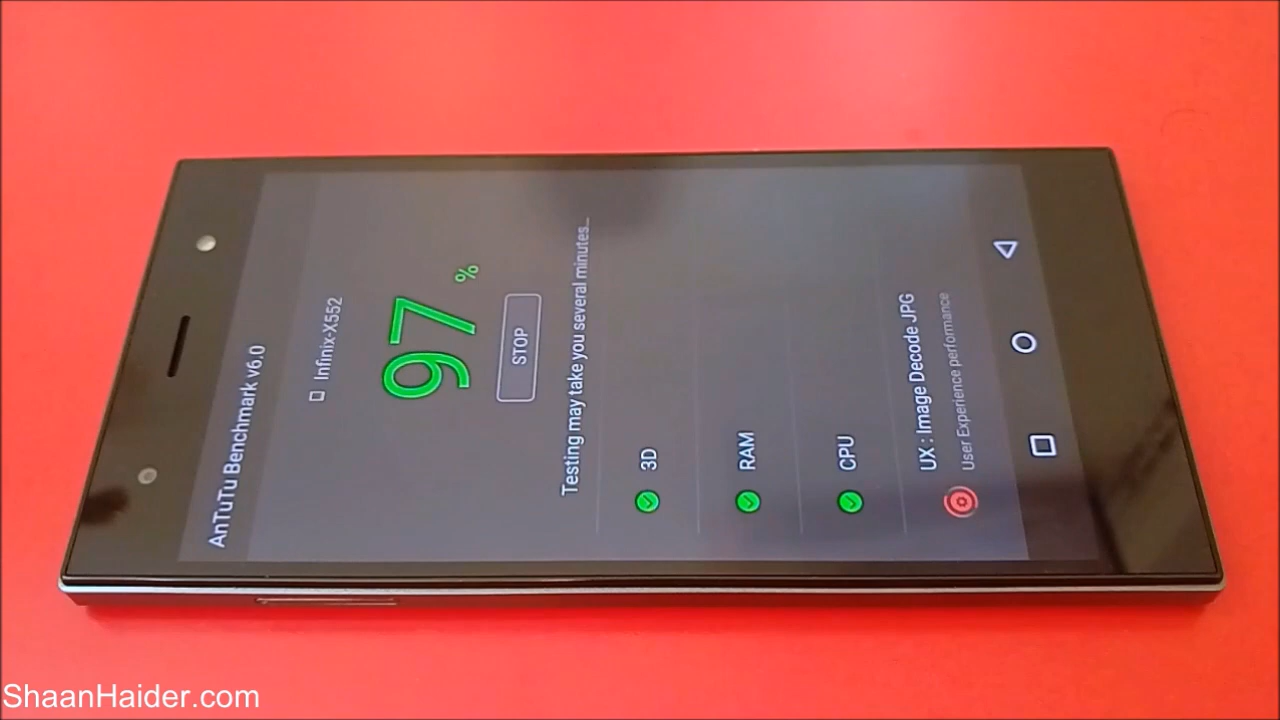 AnTuTu Benchmark v6.0
Infinix-X552
97%
STOP
Testing may take you several minutes...
3D
RAM
CPU
UX : Image Decode JPG
User Experience performance
ShaanHaider.com